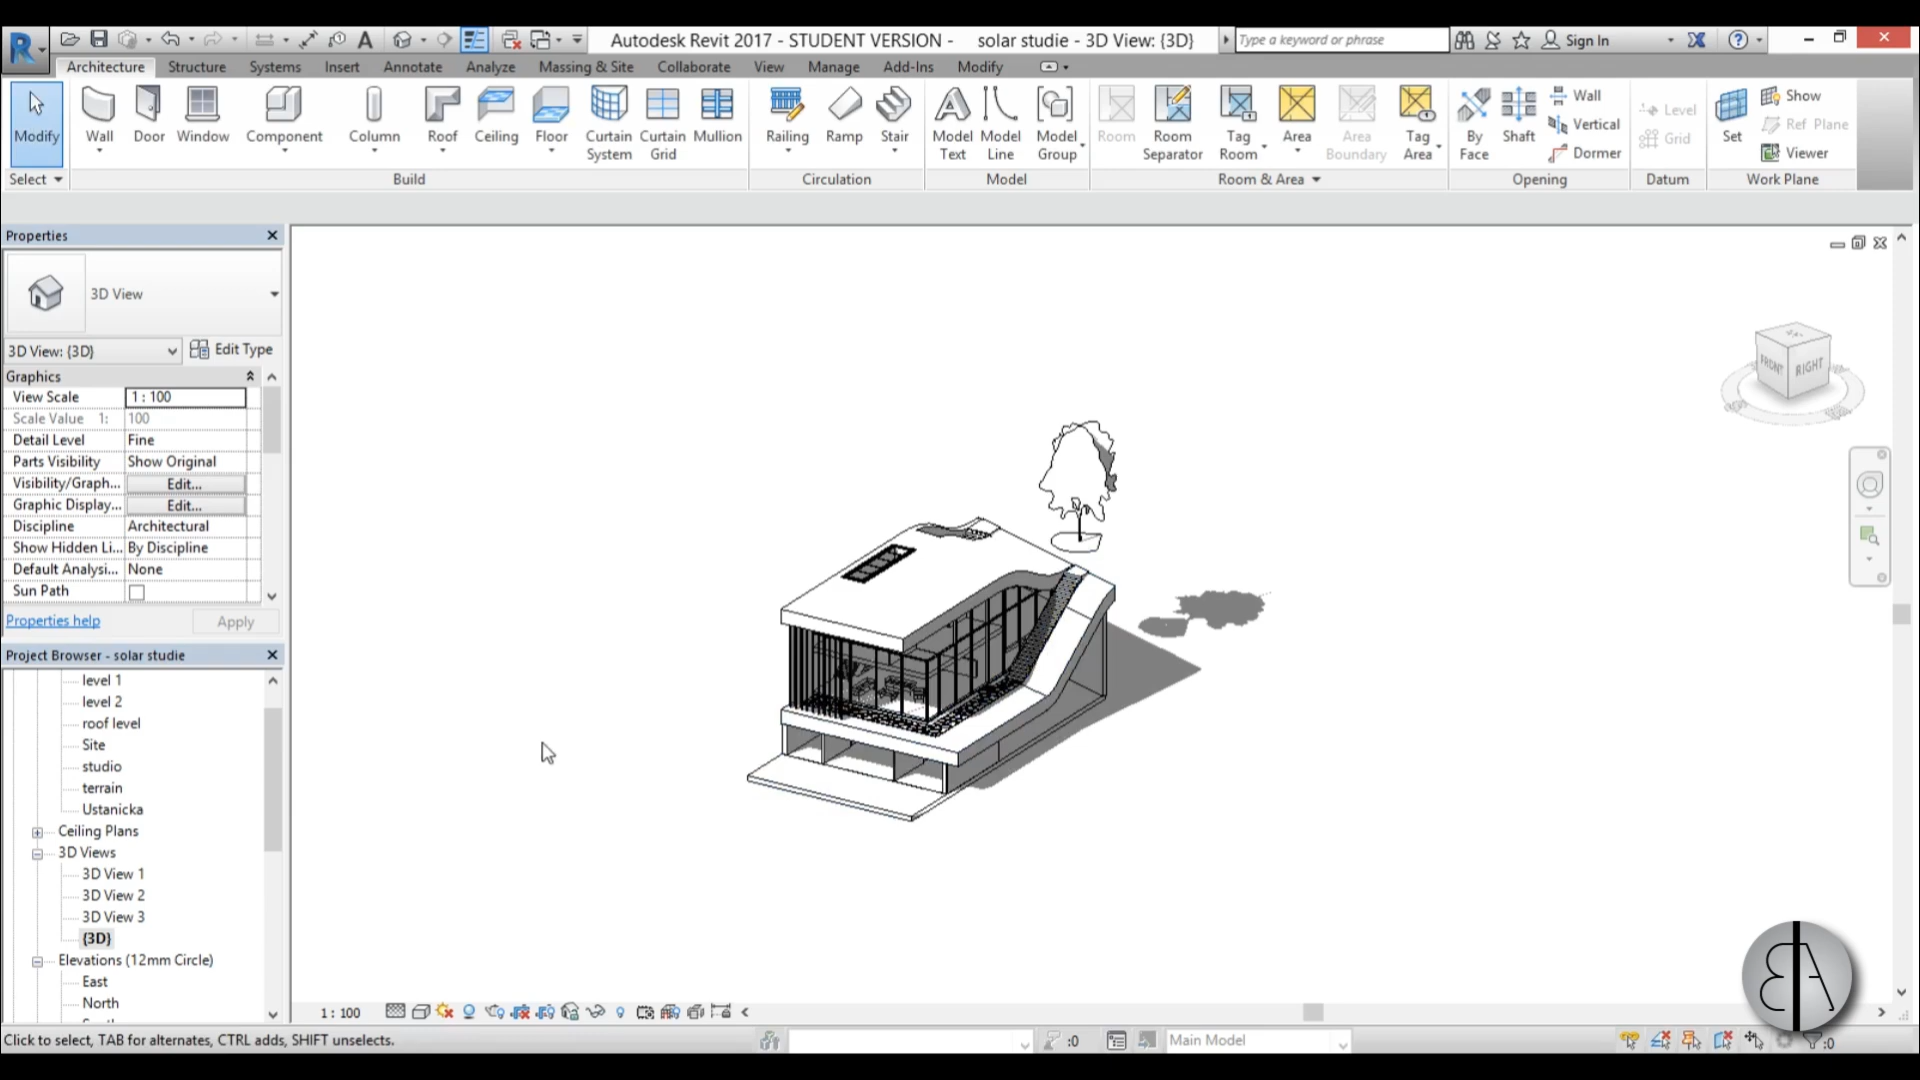 Autodesk Revit 2017 - STUDENT VERSION - solar studie - 3D View: {3D}
Type a keyword or phrase
Sign In
Architecture Structure Systems Insert Annotate Analyze Massing & Site Collaborate View Manage Add-Ins Modify
Modify Wall Door Window Component Column Roof Ceiling Floor Curtain System Curtain Grid Mullion Railing Ramp Stair Model Text Model Line Model Group Room Room Separator Tag Room Area Area Boundary Tag Area By Face Shaft Wall Vertical Dormer Level Grid Set Show Ref Plane Viewer
Select Build Circulation Model Room & Area Opening Datum Work Plane
Properties
3D View
3D View: {3D} Edit Type
Graphics
View Scale 1 : 100
Scale Value 1: 100
Detail Level Fine
Parts Visibility Show Original
Visibility/Graph... Edit...
Graphic Display... Edit...
Discipline Architectural
Show Hidden Li... By Discipline
Default Analysi... None
Sun Path
Properties help Apply
Project Browser - solar studie
level 1
level 2
roof level
Site
studio
terrain
Ustanicka
Ceiling Plans
3D Views
3D View 1
3D View 2
3D View 3
{3D}
Elevations (12mm Circle)
East
North
FRONT RIGHT
1 : 100
Click to select, TAB for alternates, CTRL adds, SHIFT unselects.
:0
Main Model
:0